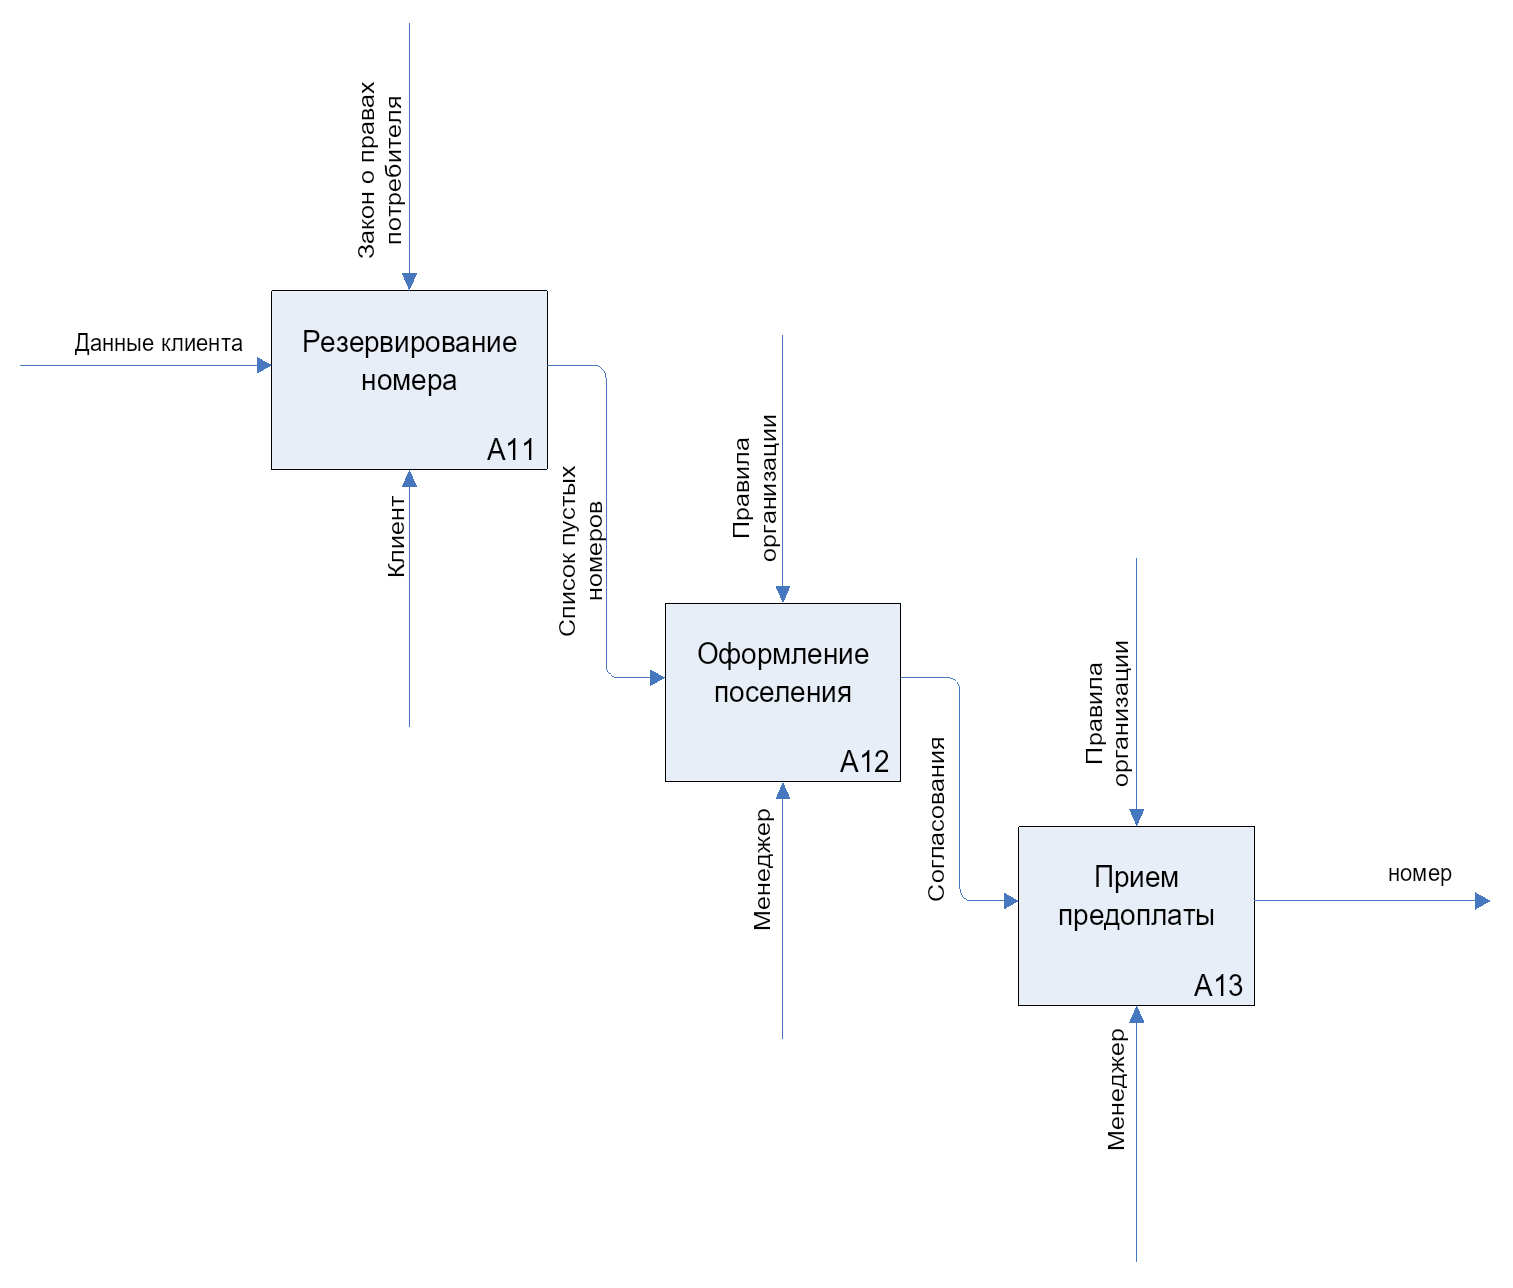 Закон о правах
потребителя
Данные клиента
Резервирование
номера
A11
Клиент
Список пустых
номеров
Правила
организации
Оформление
поселения
A12
Менеджер
Согласования
Правила
организации
Прием
предоплаты
A13
номер
Менеджер